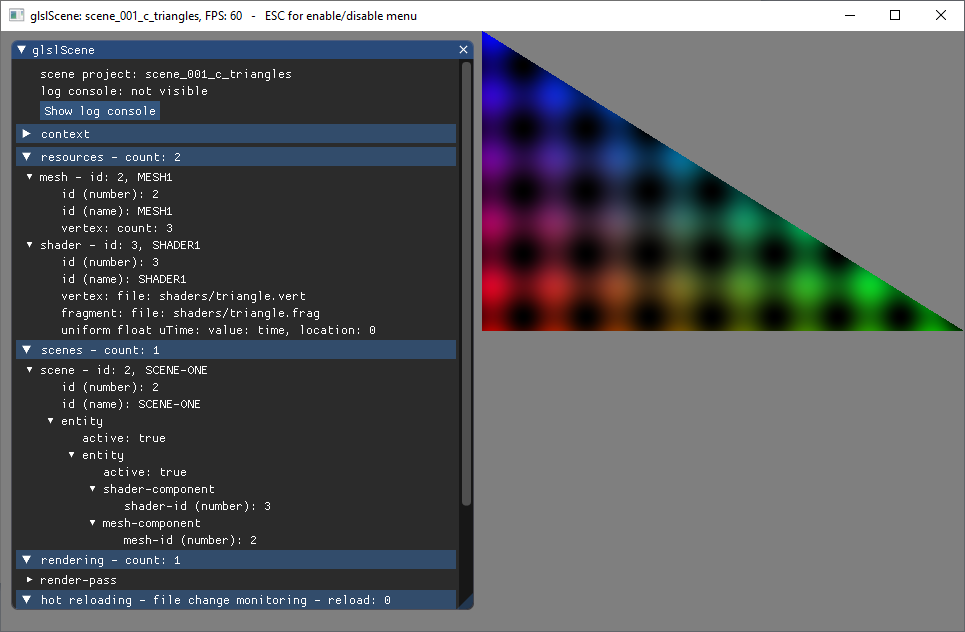 glslScene: scene_001_c_triangles, FPS: 60 - ESC for enable/disable menu
glslScene
scene project: scene_001_c_triangles
log console: not visible
Show log console
context
resources - count: 2
mesh - id: 2, MESH1
id (number): 2
id (name): MESH1
vertex: count: 3
shader - id: 3, SHADER1
id (number): 3
id (name): SHADER1
vertex: file: shaders/triangle.vert
fragment: file: shaders/triangle.frag
uniform float uTime: value: time, location: 0
scenes - count: 1
scene - id: 2, SCENE-ONE
id (number): 2
id (name): SCENE-ONE
entity
active: true
entity
active: true
shader-component
shader-id (number): 3
mesh-component
mesh-id (number): 2
rendering - count: 1
render-pass
hot reloading - file change monitoring - reload: 0